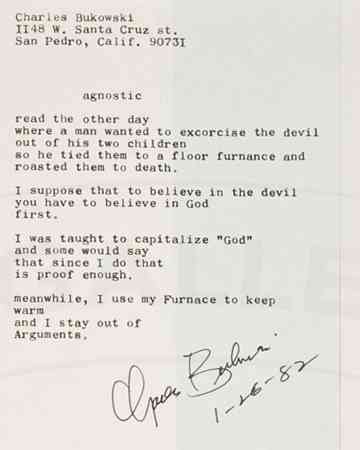 Charles Bukowski
II48 W. Santa Cruz st.
San Pedro, Calif. 9073I
agnostic
read the other day
where a man wanted to excorcise the devil
out of his two children
so he tied them to a floor furnance and
roasted them to death.
I suppose that to believe in the devil
you have to believe in God
first.
I was taught to capitalize "God"
and some would say
that since I do that
is proof enough.
meanwhile, I use my Furnace to keep
warm
and I stay out of
Arguments.
Charles Bukowski
1-26-82